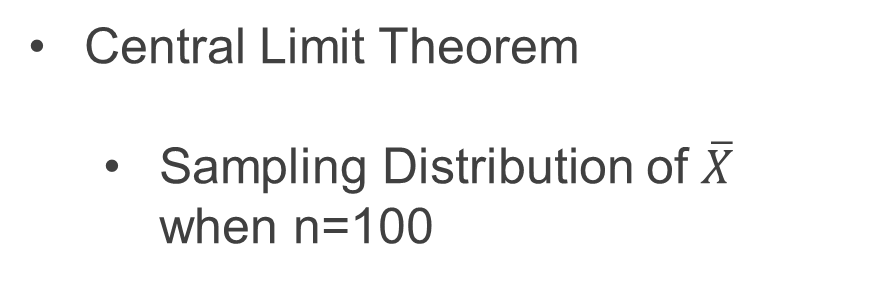 • Central Limit Theorem
• Sampling Distribution of X̅
when n=100